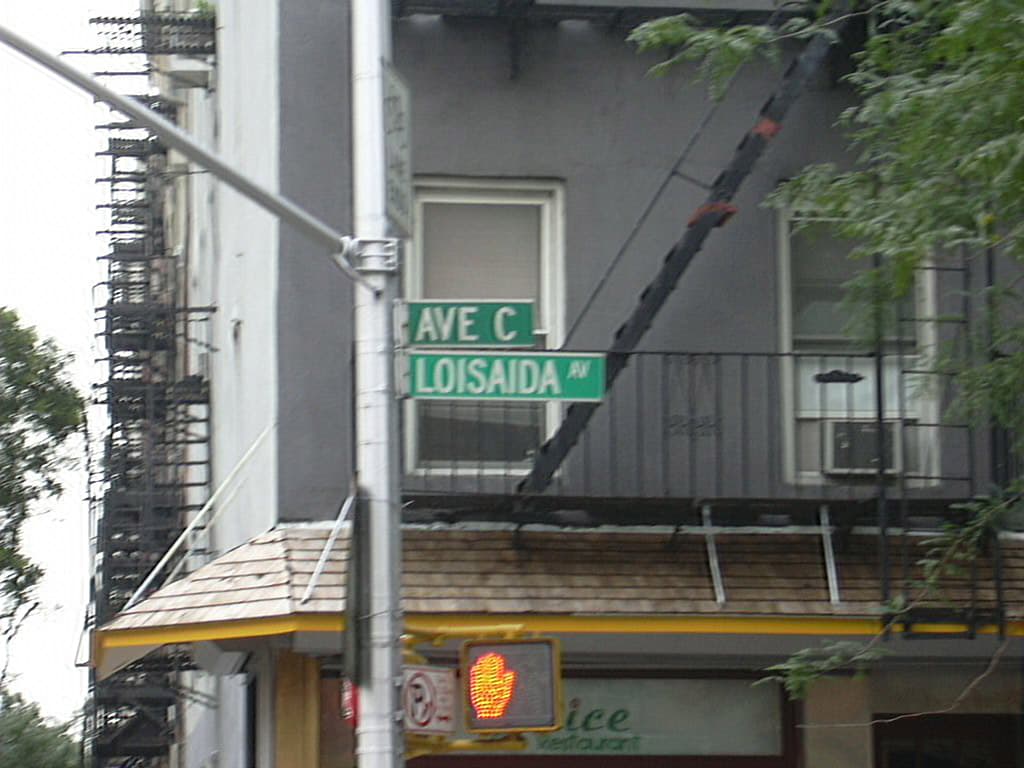 AVE C
LOISAIDA AV
ice
Restaurant